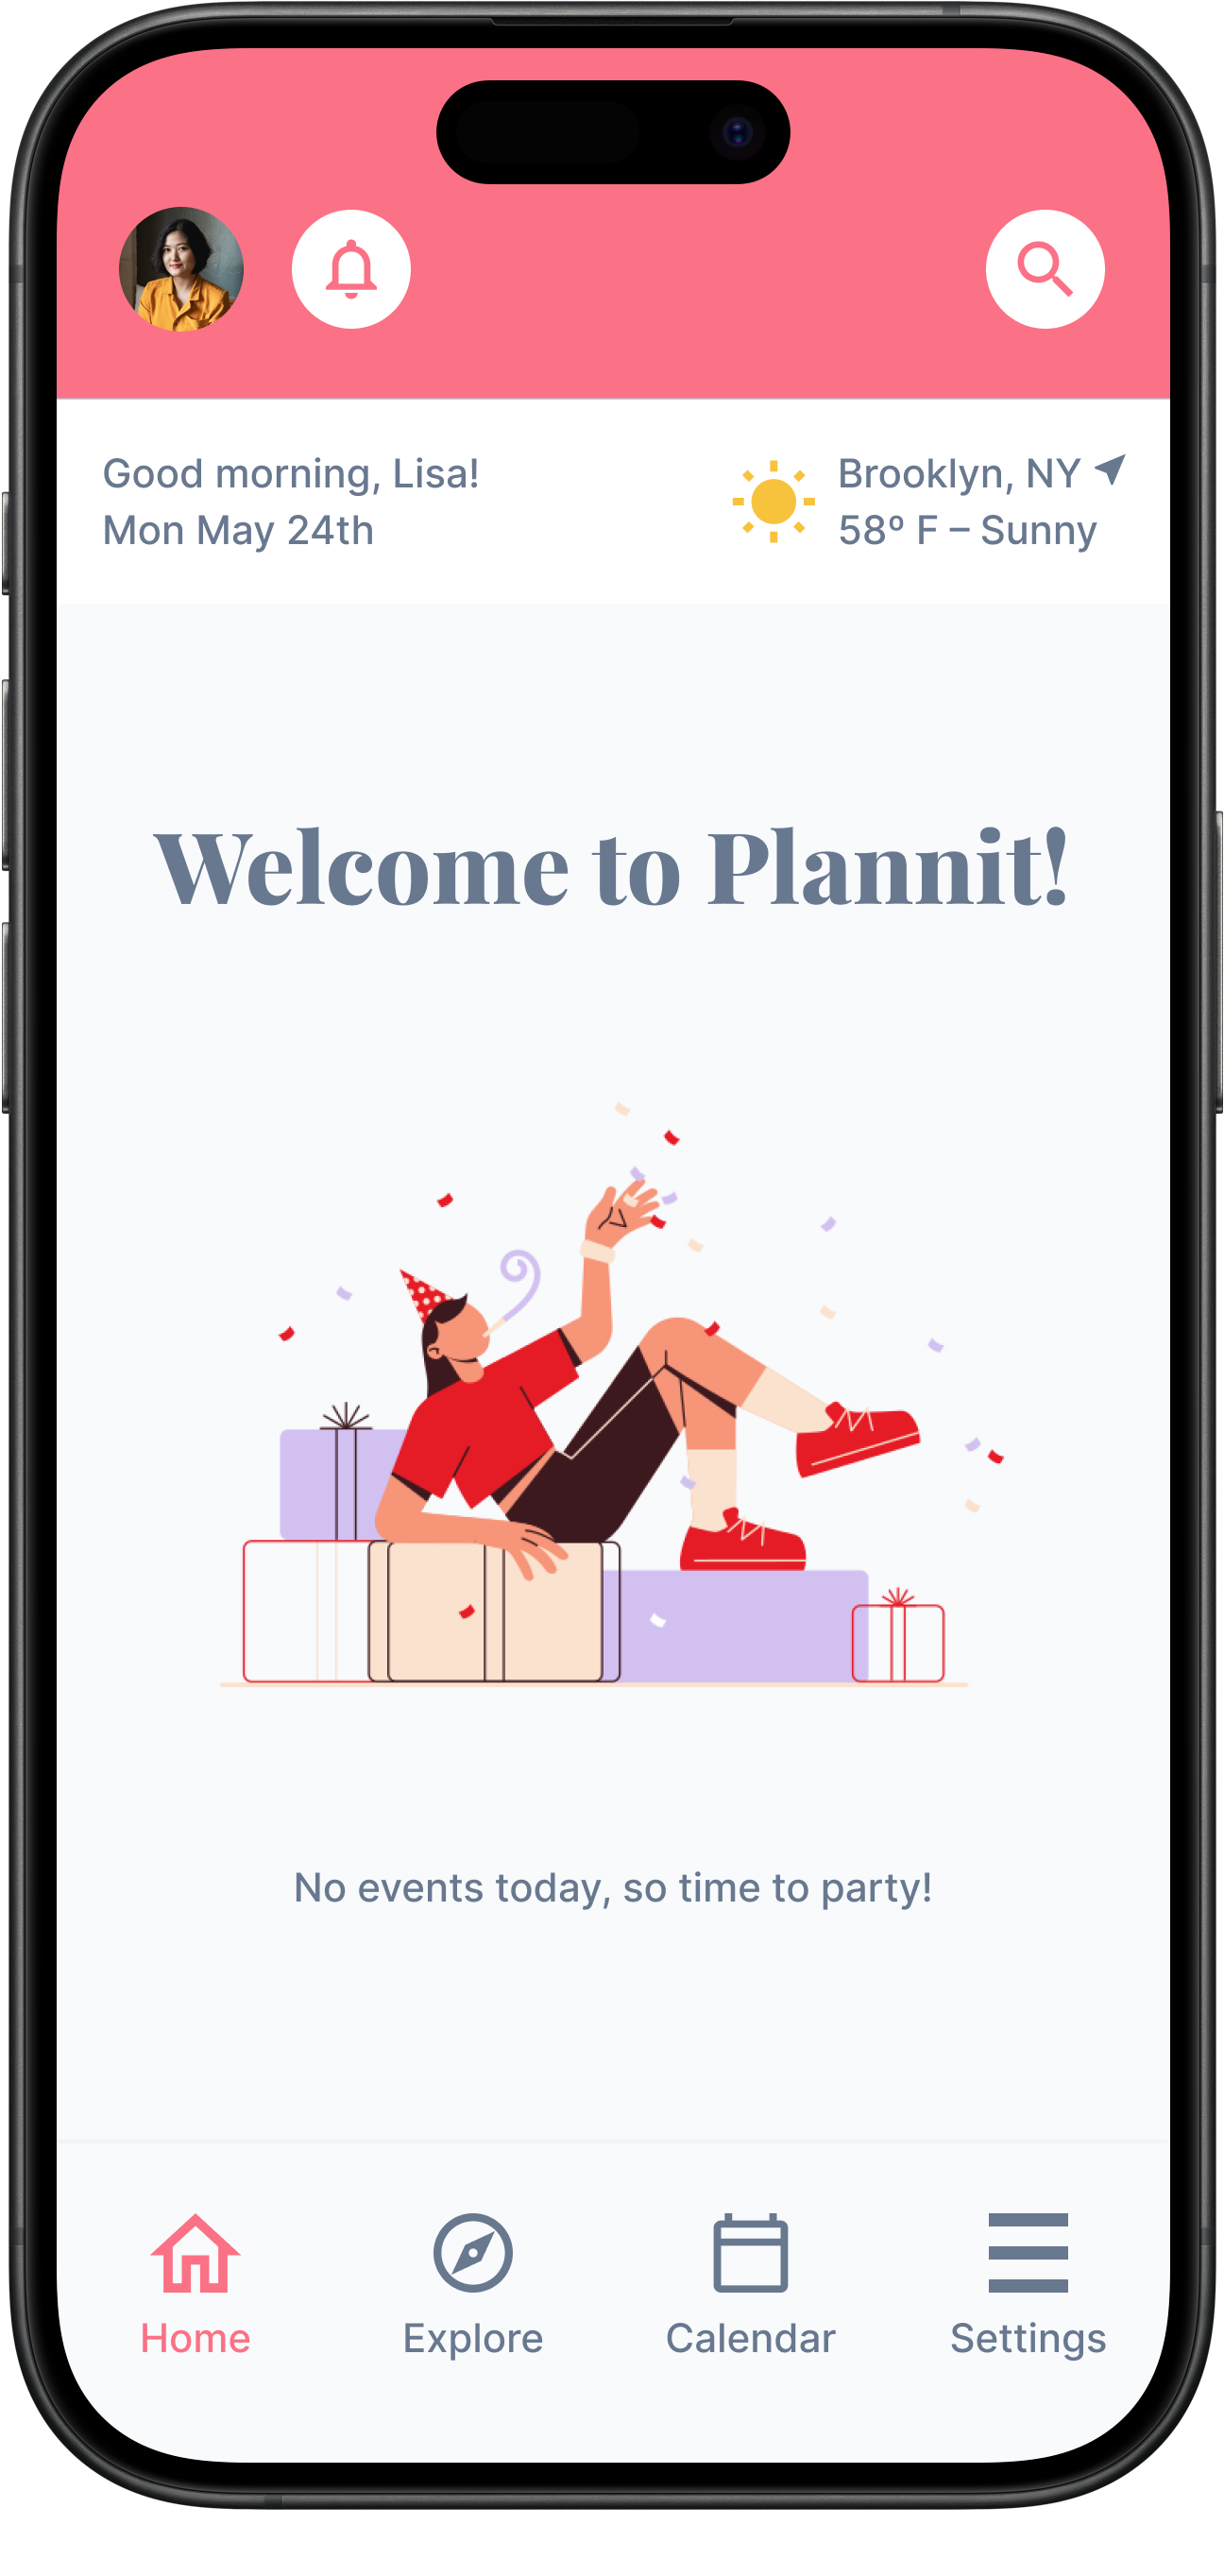 Good morning, Lisa!
Mon May 24th
Brooklyn, NY
58º F – Sunny
Welcome to Plannit!
No events today, so time to party!
Home
Explore
Calendar
Settings